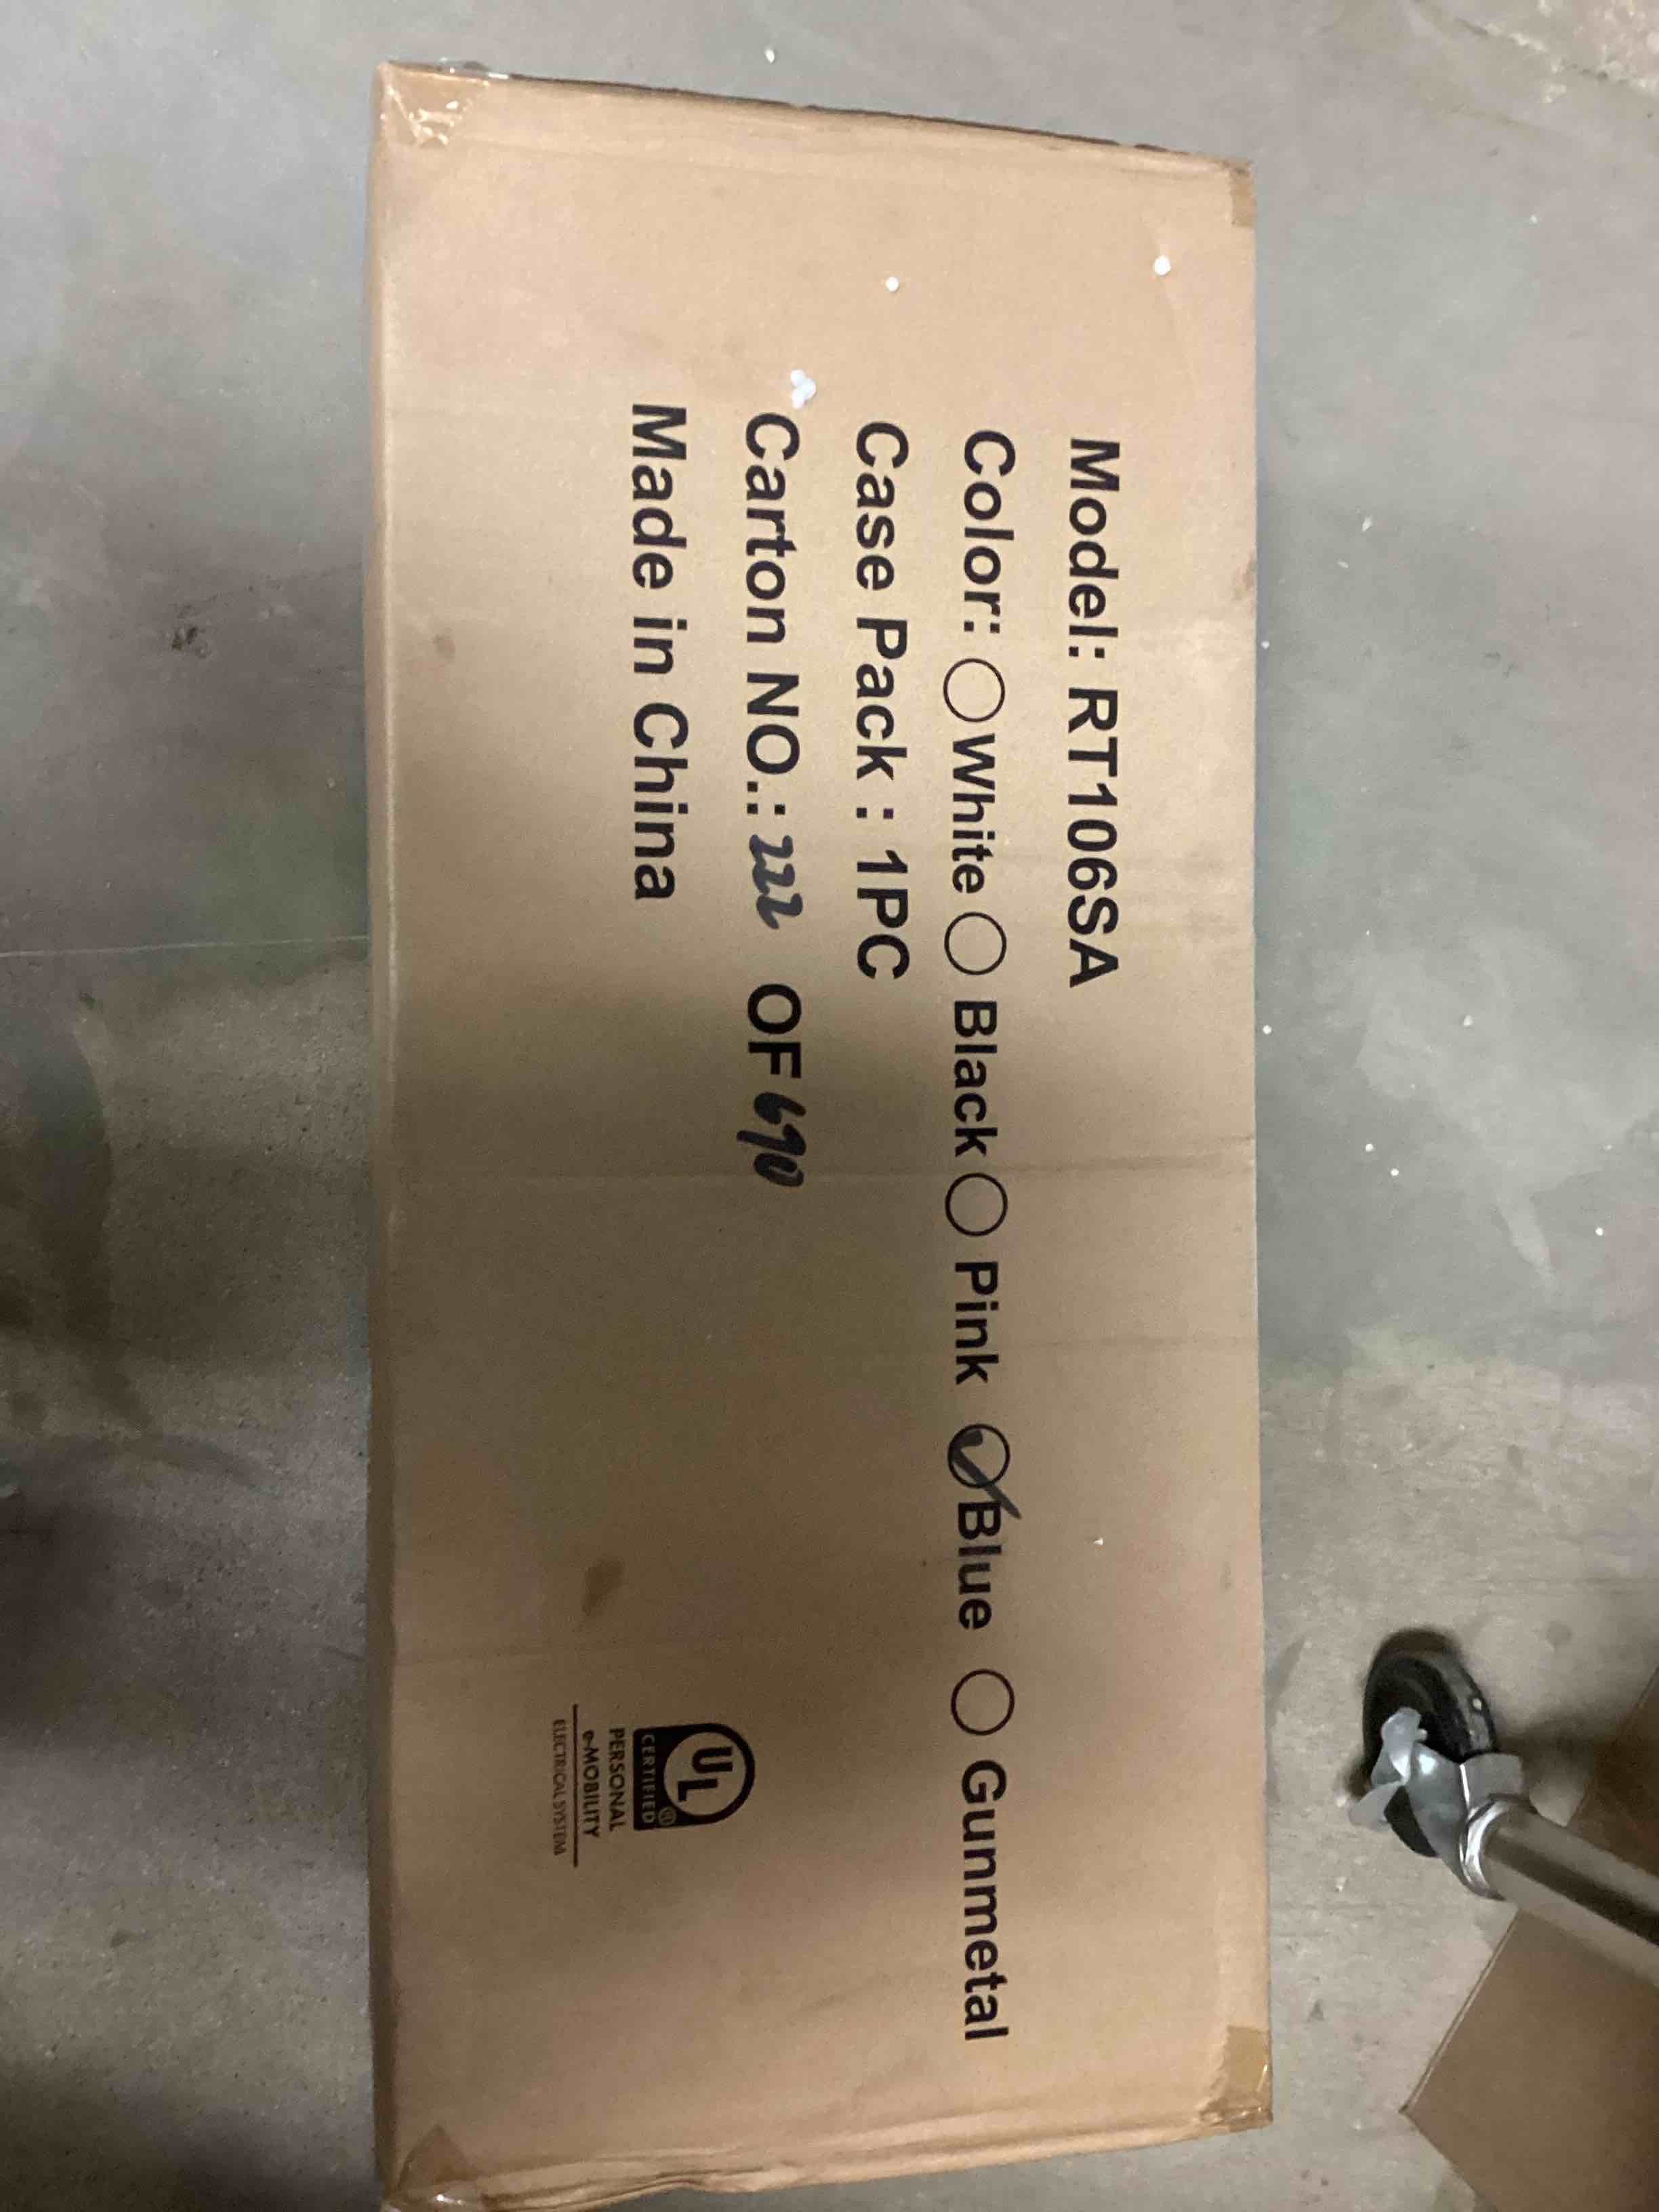 Model: RT106SA
Color: ○ White ○ Black ○ Pink ✓ Blue ○ Gunmetal
Case Pack : 1PC
Carton NO.: 222 OF 690
Made in China
UL
CERTIFIED
PERSONAL
e-MOBILITY
ELECTRICAL SYSTEM